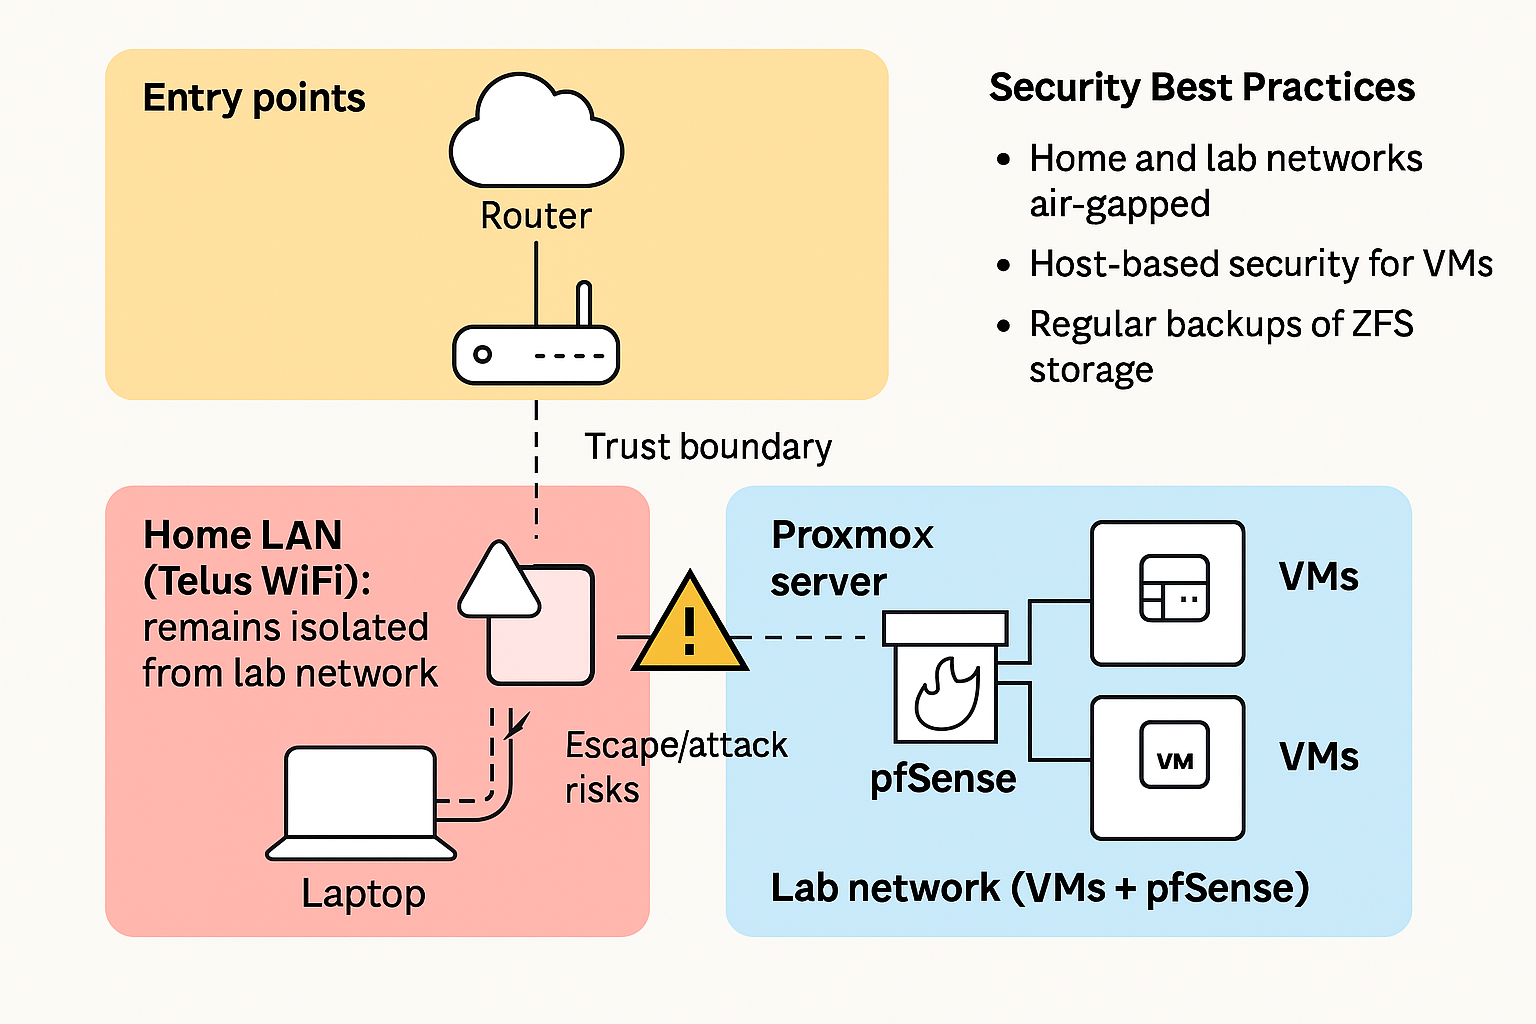 Entry points
Router
Security Best Practices
• Home and lab networks
air-gapped
• Host-based security for VMs
• Regular backups of ZFS
storage
Trust boundary
Home LAN
(Telus WiFi):
remains isolated
from lab network
Laptop
Escape/attack
risks
Proxmox
server
pfSense
VMs
VM
VMs
Lab network (VMs + pfSense)